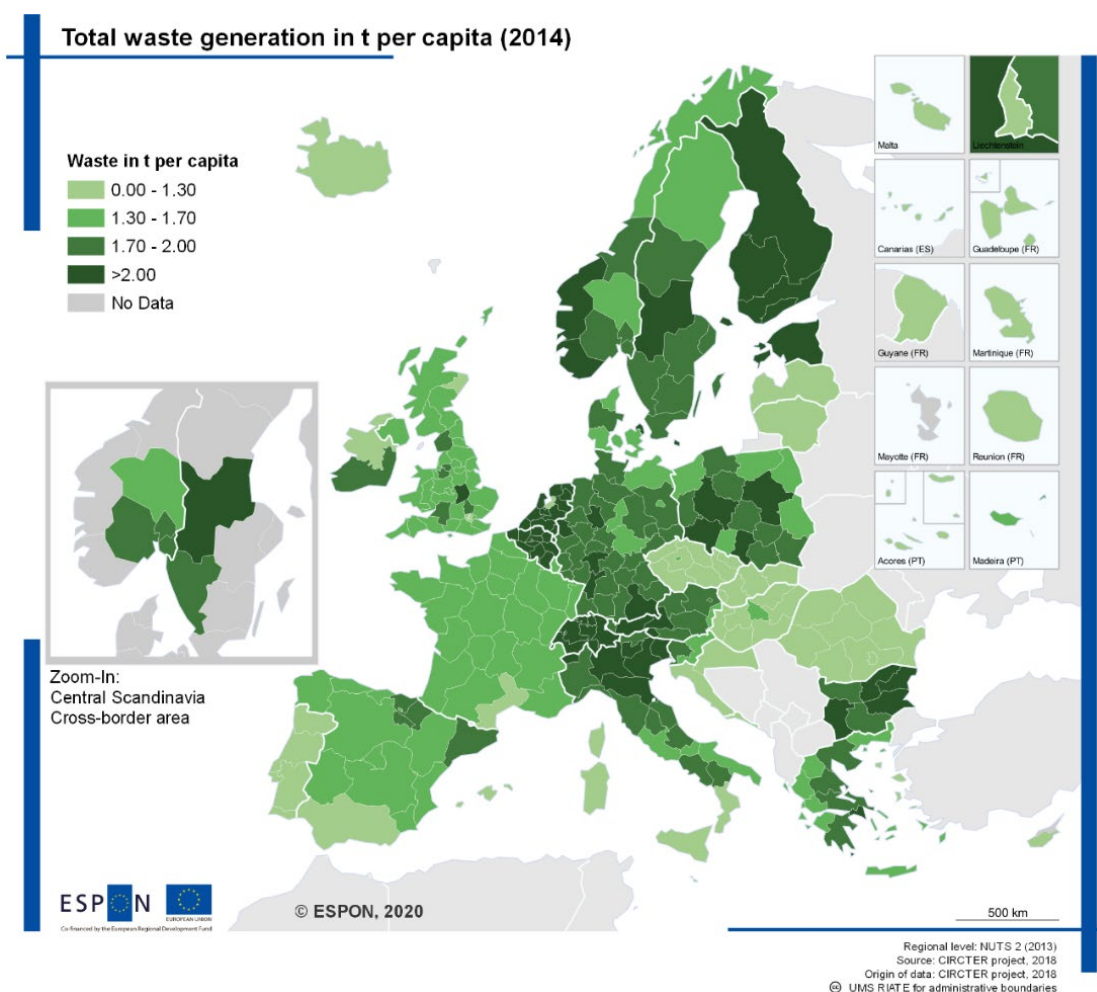 Total waste generation in t per capita (2014)
Waste in t per capita
0.00 - 1.30
1.30 - 1.70
1.70 - 2.00
>2.00
No Data
Malta
Liechtenstein
Canarias (ES)
Guadeloupe (FR)
Guyane (FR)
Martinique (FR)
Mayotte (FR)
Reunion (FR)
Acores (PT)
Madeira (PT)
Zoom-In:
Central Scandinavia
Cross-border area
ESPON
EUROPEAN UNION
Co-financed by the European Regional Development Fund
© ESPON, 2020
500 km
Regional level: NUTS 2 (2013)
Source: CIRCTER project, 2018
Origin of data: CIRCTER project, 2018
UMS RIATE for administrative boundaries